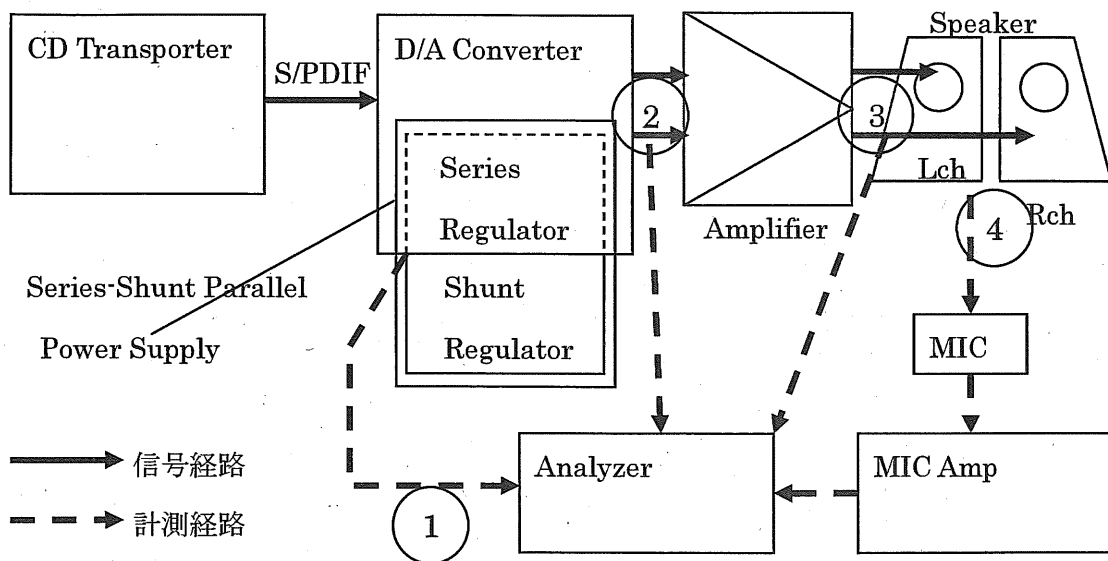 Speaker
CD Transporter
D/A Converter
S/PDIF
2
3
Series
Regulator
Lch
Rch
Amplifier
4
Series-Shunt Parallel
Power Supply
Shunt
Regulator
MIC
信号経路
計測経路
1
Analyzer
MIC Amp